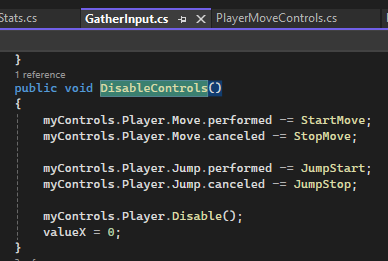 Stats.cs
GatherInput.cs
PlayerMoveControls.cs
}
1 reference
public void DisableControls()
{
myControls.Player.Move.performed -= StartMove;
myControls.Player.Move.canceled -= StopMove;
myControls.Player.Jump.performed -= JumpStart;
myControls.Player.Jump.canceled -= JumpStop;
myControls.Player.Disable();
valueX = 0;
}